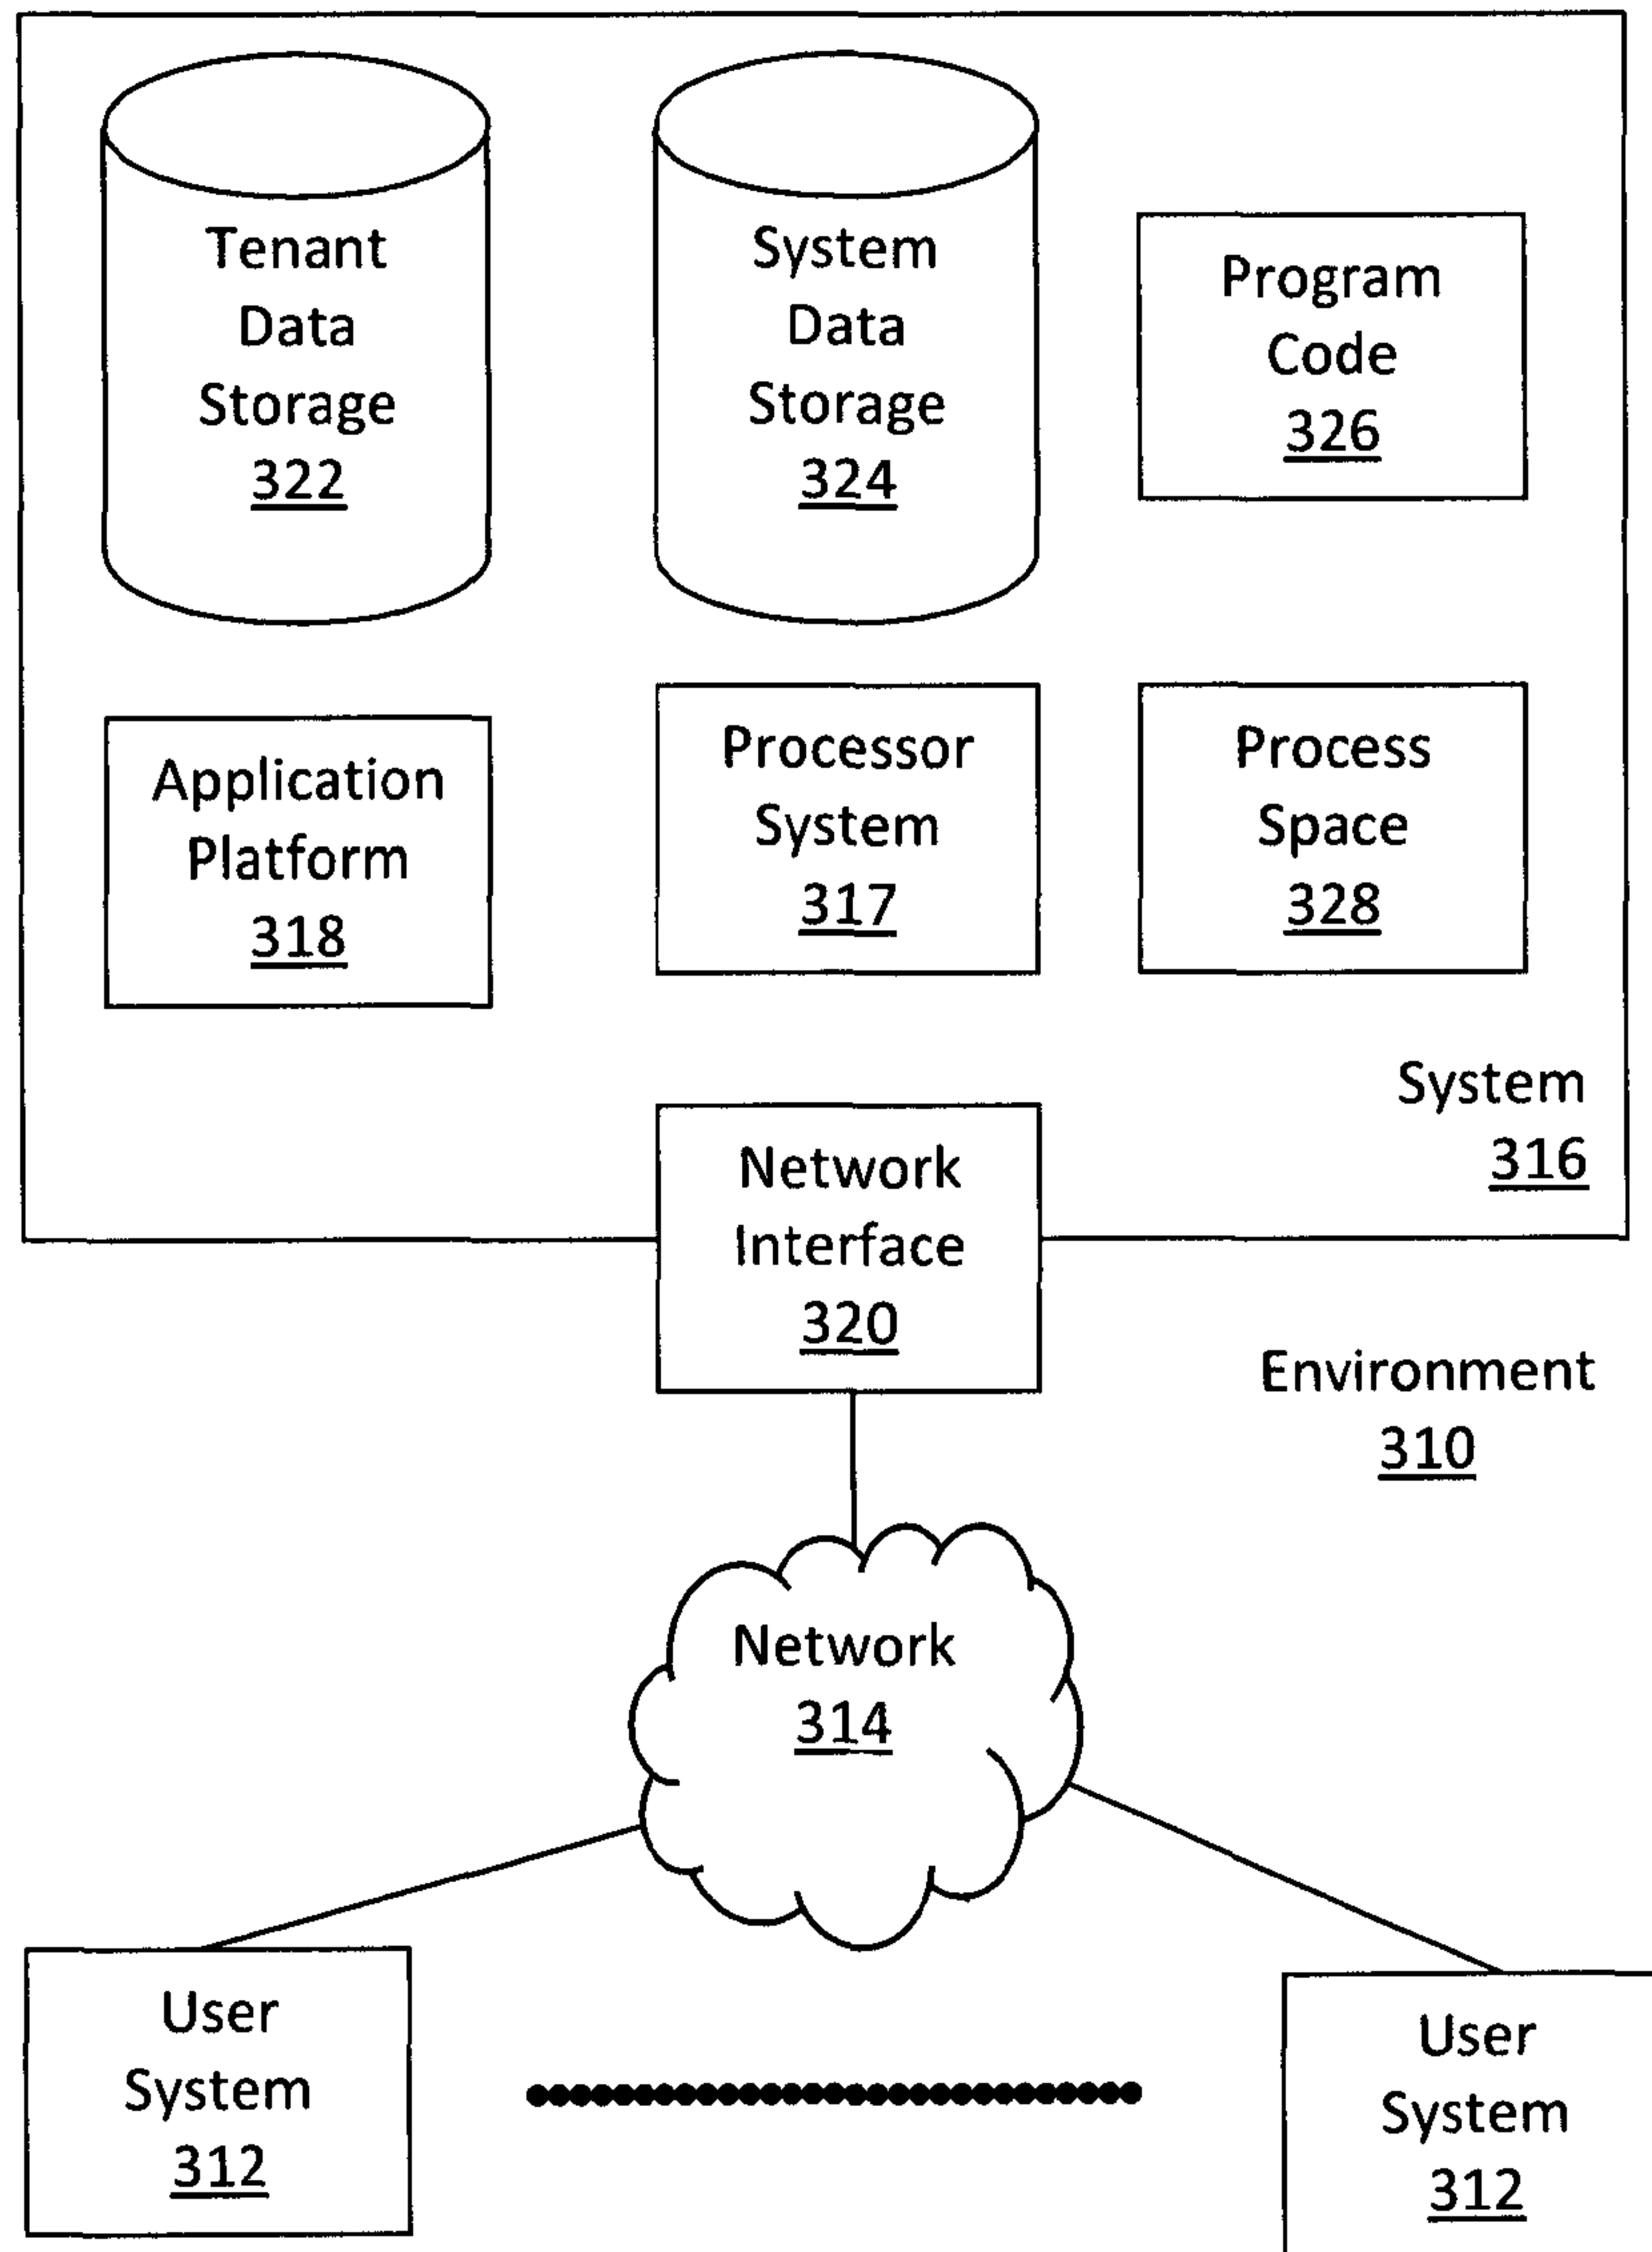 Tenant
Data
Storage
322
System
Data
Storage
324
Program
Code
326
Application
Platform
318
Processor
System
317
Process
Space
328
System
316
Network
Interface
320
Environment
310
Network
314
User
System
312
User
System
312